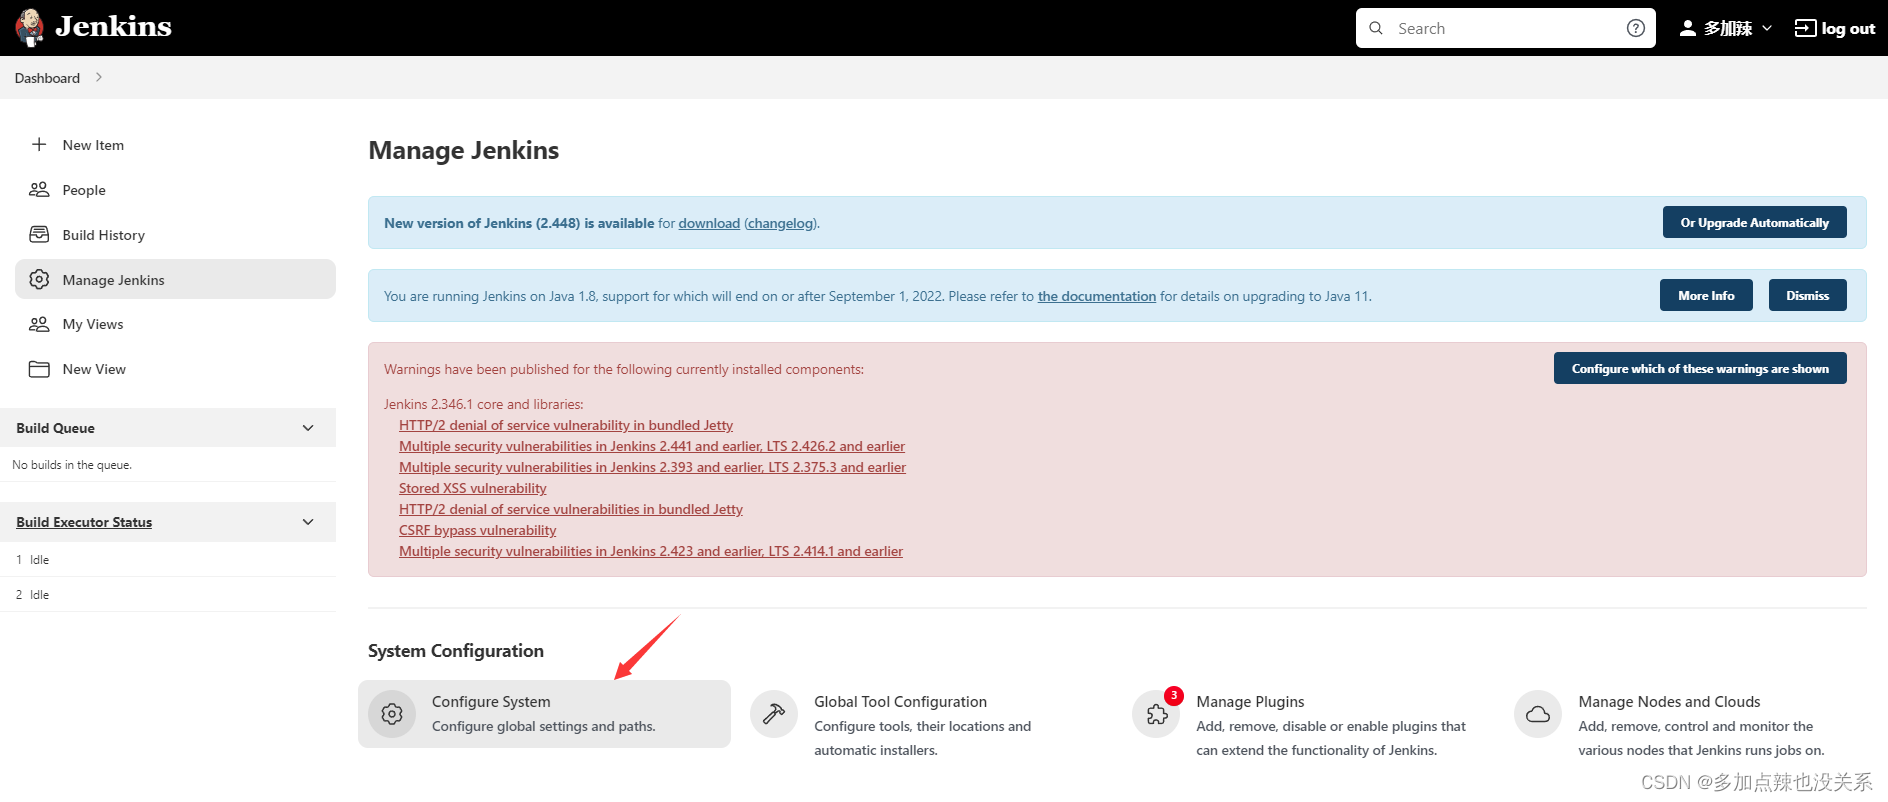 Jenkins
Search
多加辣
log out
Dashboard
New Item
People
Build History
Manage Jenkins
My Views
New View
Build Queue
No builds in the queue.
Build Executor Status
1 Idle
2 Idle
Manage Jenkins
New version of Jenkins (2.448) is available for download (changelog).
Or Upgrade Automatically
You are running Jenkins on Java 1.8, support for which will end on or after September 1, 2022. Please refer to the documentation for details on upgrading to Java 11.
More Info
Dismiss
Warnings have been published for the following currently installed components:
Configure which of these warnings are shown
Jenkins 2.346.1 core and libraries:
HTTP/2 denial of service vulnerability in bundled Jetty
Multiple security vulnerabilities in Jenkins 2.441 and earlier, LTS 2.426.2 and earlier
Multiple security vulnerabilities in Jenkins 2.393 and earlier, LTS 2.375.3 and earlier
Stored XSS vulnerability
HTTP/2 denial of service vulnerabilities in bundled Jetty
CSRF bypass vulnerability
Multiple security vulnerabilities in Jenkins 2.423 and earlier, LTS 2.414.1 and earlier
System Configuration
Configure System
Configure global settings and paths.
Global Tool Configuration
Configure tools, their locations and
automatic installers.
3
Manage Plugins
Add, remove, disable or enable plugins that
can extend the functionality of Jenkins.
Manage Nodes and Clouds
Add, remove, control and monitor the
various nodes that Jenkins runs jobs on.
CSDN @多加点辣也没关系